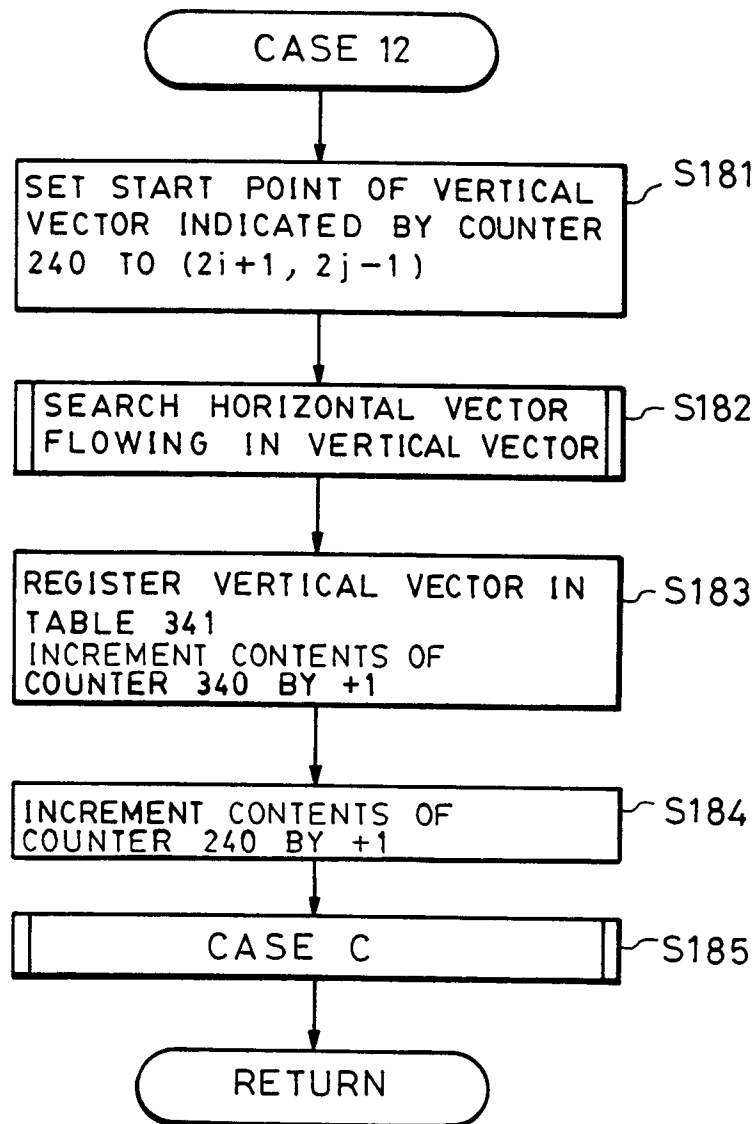 CASE 12
SET START POINT OF VERTICAL
VECTOR INDICATED BY COUNTER
240 TO (2i+1, 2j-1)
S181
SEARCH HORIZONTAL VECTOR
FLOWING IN VERTICAL VECTOR
S182
REGISTER VERTICAL VECTOR IN
TABLE 341
INCREMENT CONTENTS OF
COUNTER 340 BY +1
S183
INCREMENT CONTENTS OF
COUNTER 240 BY +1
S184
CASE C
S185
RETURN